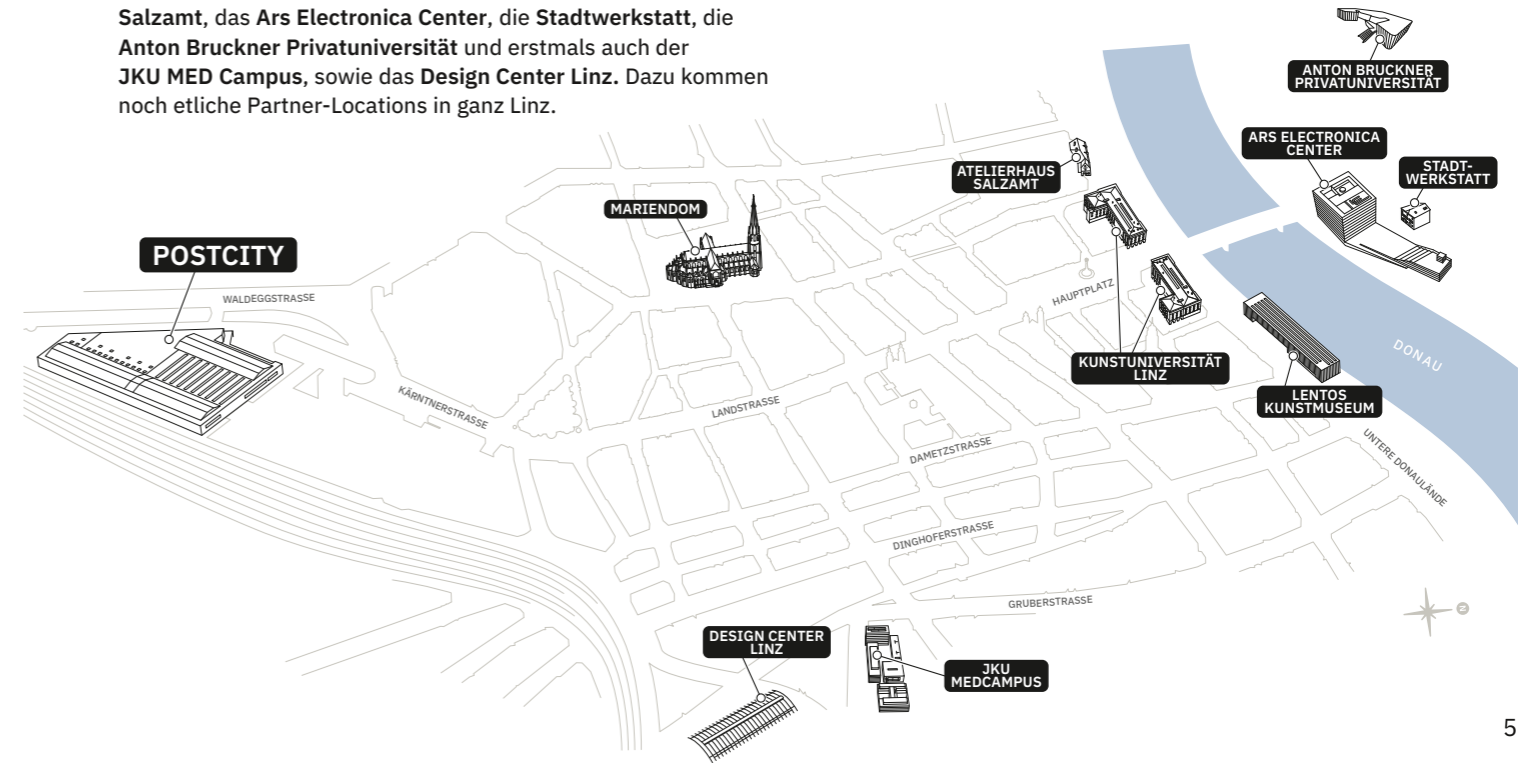 Salzamt, das Ars Electronica Center, die Stadtwerkstatt, die
Anton Bruckner Privatuniversität und erstmals auch der
JKU MED Campus, sowie das Design Center Linz. Dazu kommen
noch etliche Partner-Locations in ganz Linz.
ANTON BRUCKNER
PRIVATUNIVERSITÄT
ARS ELECTRONICA
CENTER
STADT-
WERKSTATT
ATELIERHAUS
SALZAMT
MARIENDOM
POSTCITY
WALDEGGSTRASSE
HAUPTPLATZ
DONAU
KUNSTUNIVERSITÄT
LINZ
LENTOS
KUNSTMUSEUM
KÄRNTNERSTRASSE
LANDSTRASSE
DAMETZSTRASSE
UNTERE DONAULÄNDE
DINGHOFERSTRASSE
GRUBERSTRASSE
N
DESIGN CENTER
LINZ
JKU
MEDCAMPUS
5